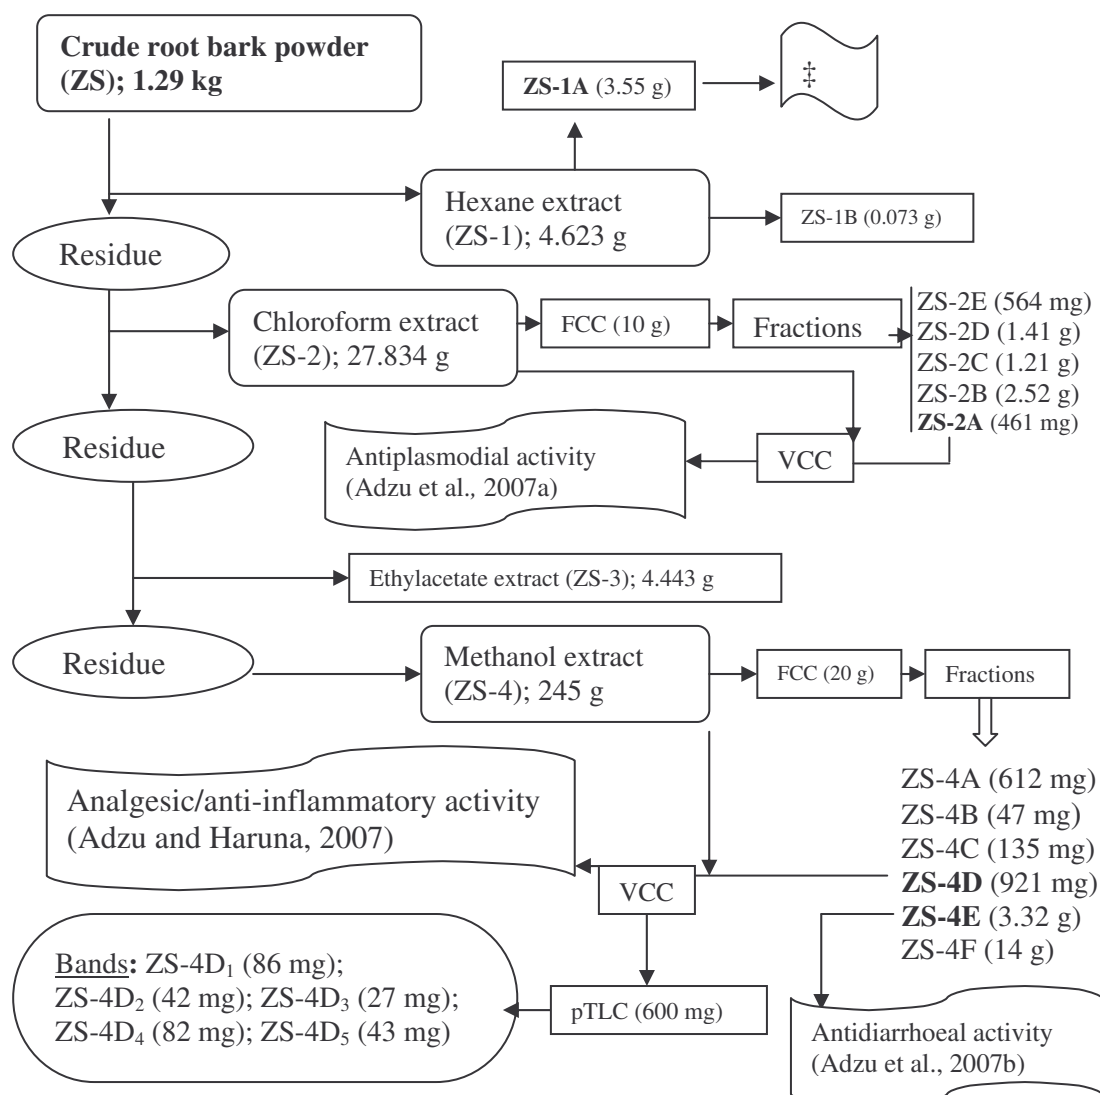 Crude root bark powder
(ZS); 1.29 kg
ZS-1A (3.55 g)
‡
Hexane extract
(ZS-1); 4.623 g
ZS-1B (0.073 g)
Residue
Chloroform extract
(ZS-2); 27.834 g
FCC (10 g)
Fractions
ZS-2E (564 mg)
ZS-2D (1.41 g)
ZS-2C (1.21 g)
ZS-2B (2.52 g)
ZS-2A (461 mg)
Residue
Antiplasmodial activity
(Adzu et al., 2007a)
VCC
Ethylacetate extract (ZS-3); 4.443 g
Residue
Methanol extract
(ZS-4); 245 g
FCC (20 g)
Fractions
ZS-4A (612 mg)
ZS-4B (47 mg)
ZS-4C (135 mg)
ZS-4D (921 mg)
ZS-4E (3.32 g)
ZS-4F (14 g)
Analgesic/anti-inflammatory activity
(Adzu and Haruna, 2007)
VCC
Bands: ZS-4D₁ (86 mg);
ZS-4D₂ (42 mg); ZS-4D₃ (27 mg);
ZS-4D₄ (82 mg); ZS-4D₅ (43 mg)
pTLC (600 mg)
Antidiarrhoeal activity
(Adzu et al., 2007b)